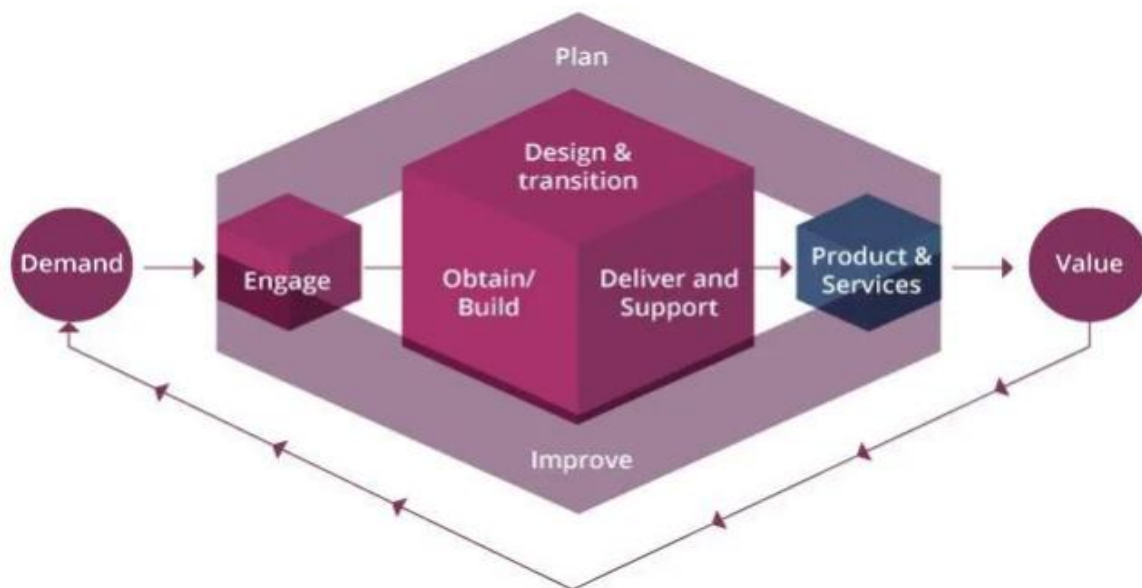 Plan
Design &
transition
Demand
Engage
Obtain/
Build
Deliver and
Support
Product &
Services
Value
Improve